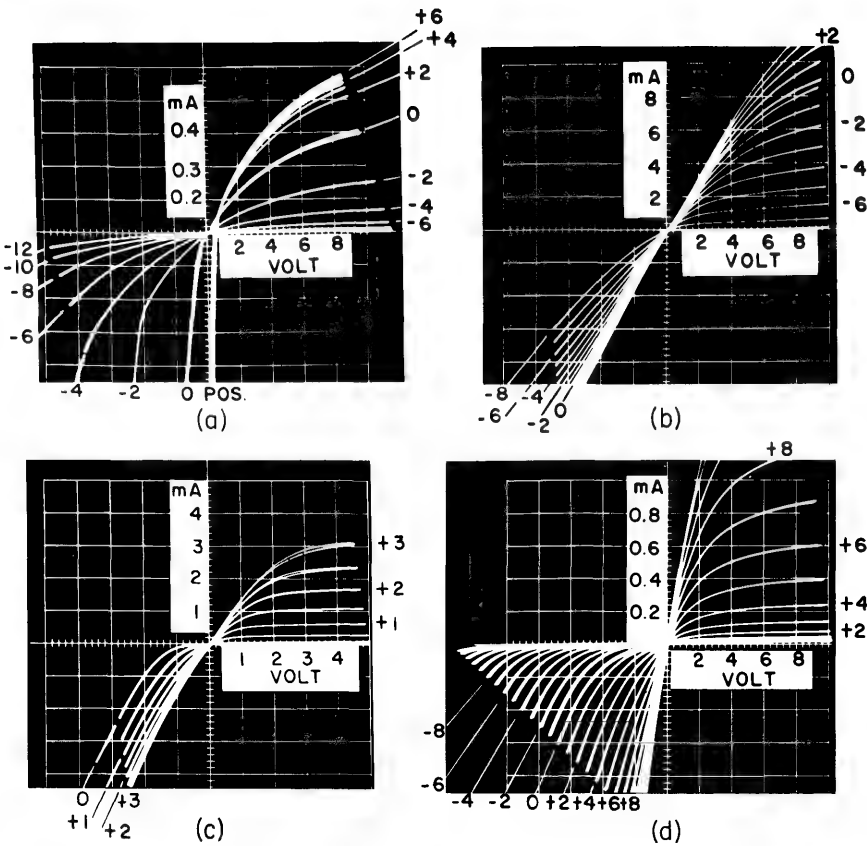 +6
+4
+2
0
-2
-4
-6
mA
0.4
0.3
0.2
2 4 6 8
VOLT
-12
-10
-8
-6
-4 -2 0 POS.
(a)
+2
0
-2
-4
-6
mA
8
6
4
2
2 4 6 8
VOLT
-8
-6
-4
-2
0
(b)
mA
4
3
2
1
+3
+2
+1
1 2 3 4
VOLT
0
+1
+2
+3
(c)
+8
+6
+4
+2
mA
0.8
0.6
0.4
0.2
2 4 6 8
VOLT
-8
-6
-4 -2 0 +2 +4 +6 +8
(d)